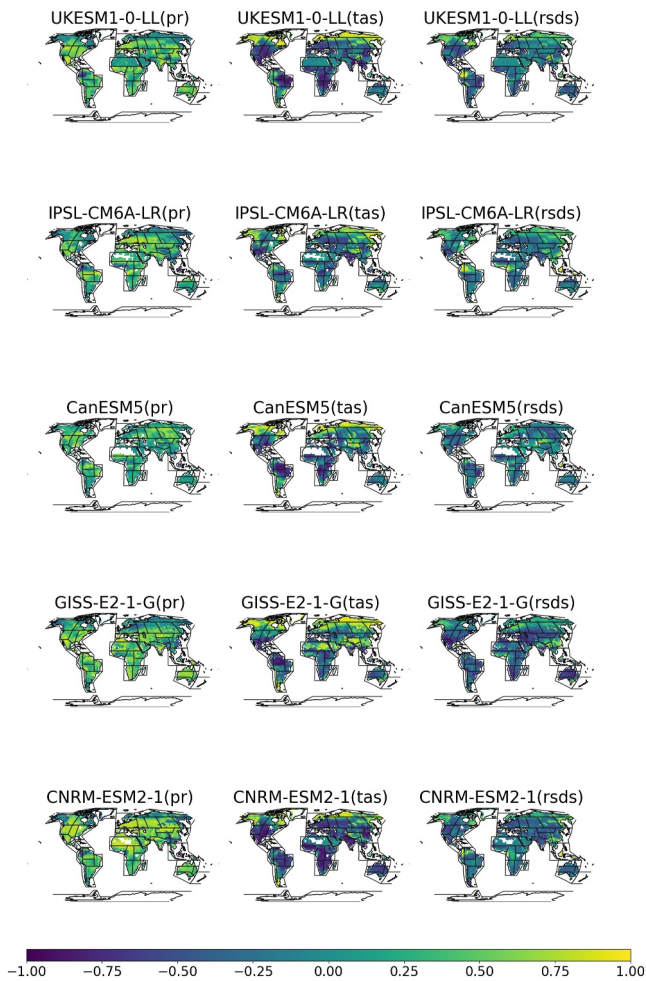 UKESM1-0-LL(pr) UKESM1-0-LL(tas) UKESM1-0-LL(rsds)
IPSL-CM6A-LR(pr) IPSL-CM6A-LR(tas) IPSL-CM6A-LR(rsds)
CanESM5(pr) CanESM5(tas) CanESM5(rsds)
GISS-E2-1-G(pr) GISS-E2-1-G(tas) GISS-E2-1-G(rsds)
CNRM-ESM2-1(pr) CNRM-ESM2-1(tas) CNRM-ESM2-1(rsds)
−1.00 −0.75 −0.50 −0.25 0.00 0.25 0.50 0.75 1.00